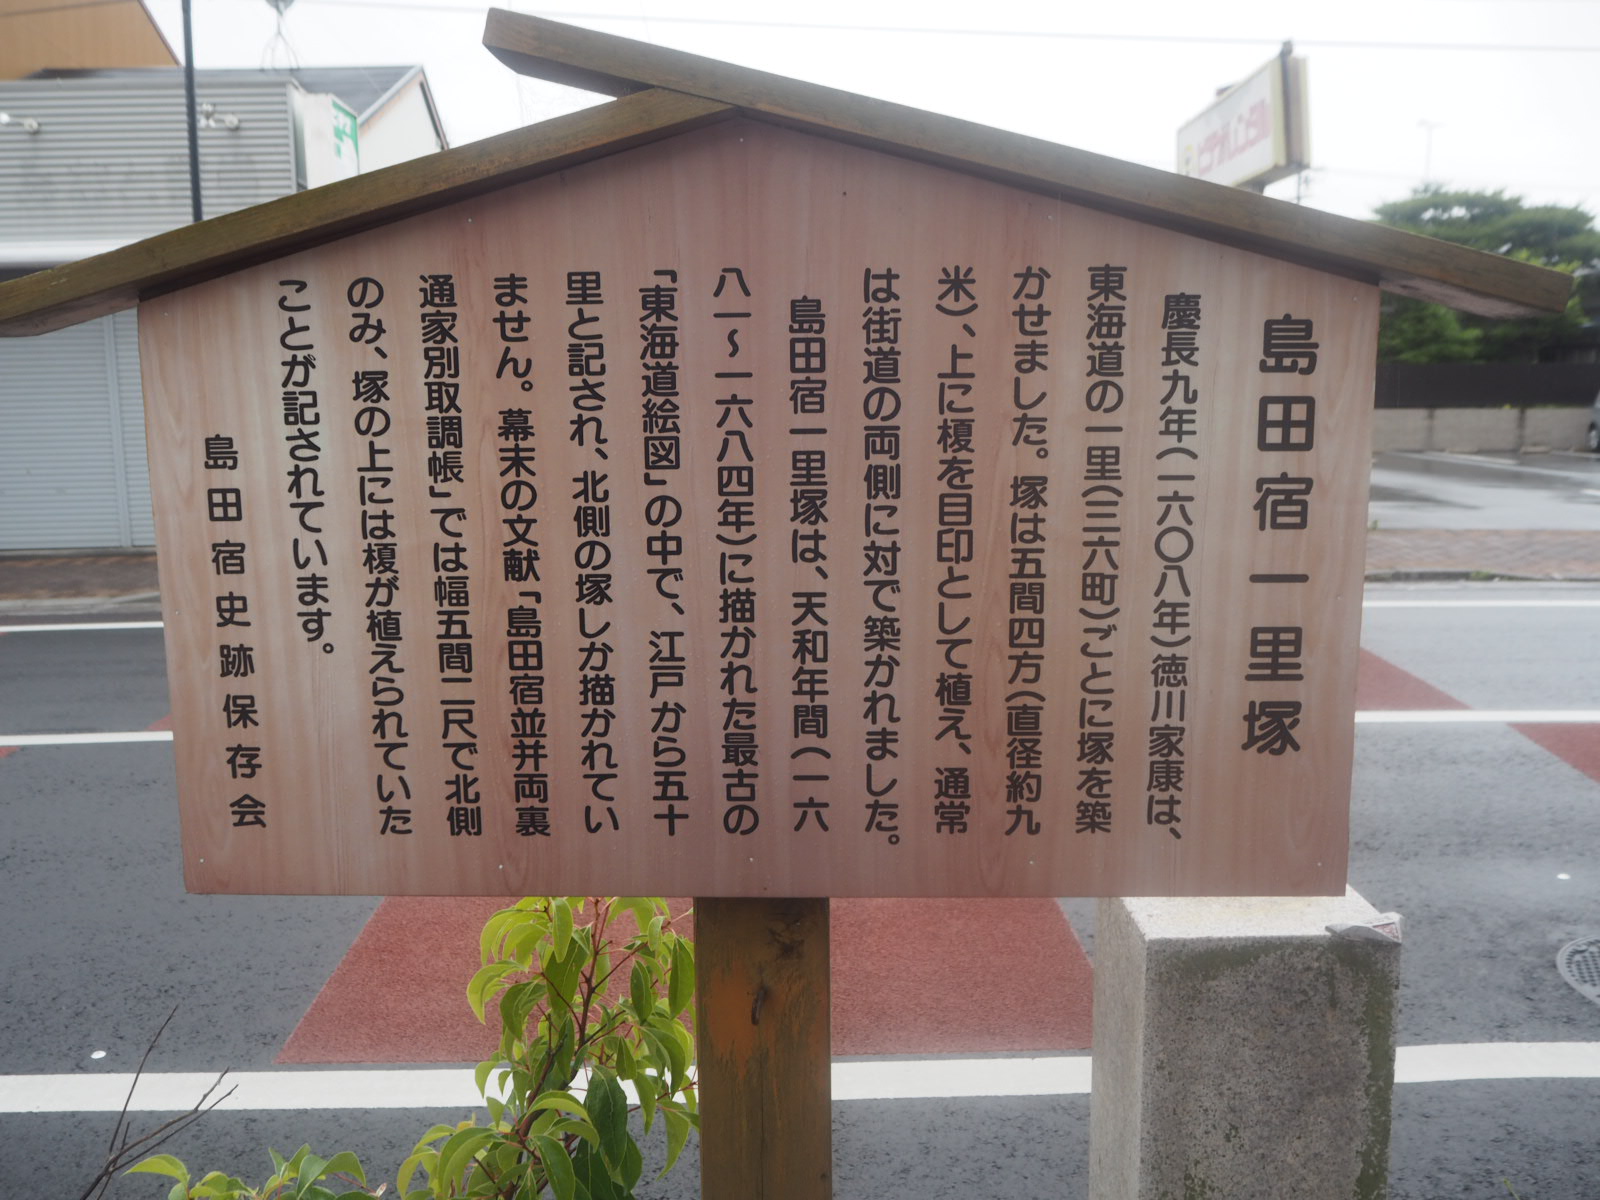 島田宿一里塚
慶長九年(一六〇八年)徳川家康は、
東海道の一里(三六町)ごとに塚を築
かせました。塚は五間四方(直径約九
米)、上に榎を目印として植え、通常
は街道の両側に対で築かれました。
島田宿一里塚は、天和年間(一六
八一~一六八四年)に描かれた最古の
「東海道絵図」の中で、江戸から五十
里と記され、北側の塚しか描かれてい
ません。幕末の文献「島田宿並井両裏
通家別取調帳」では幅五間二尺で北側
のみ、塚の上には榎が植えられていた
ことが記されています。
島田宿史跡保存会
ビデオレンタル